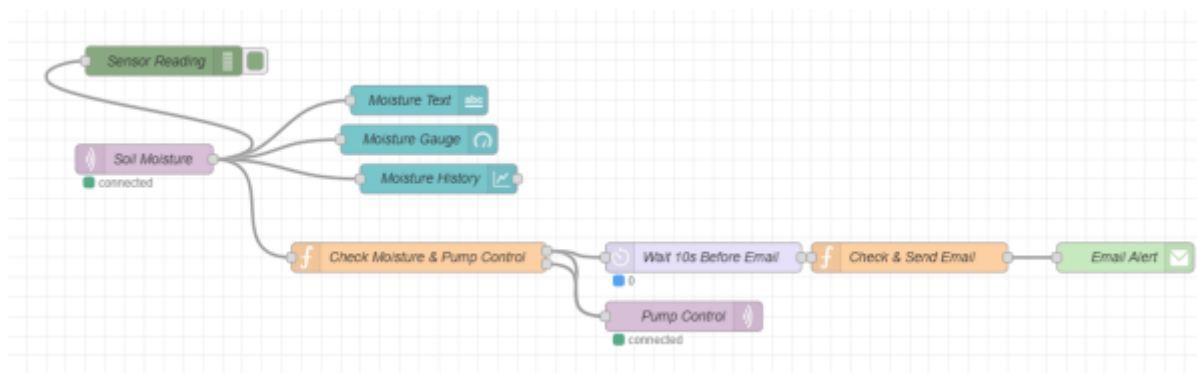 Sensor Reading
Moisture Text
abc
Moisture Gauge
Soil Moisture
connected
Moisture History
Check Moisture & Pump Control
Wait 10s Before Email
Check & Send Email
Email Alert
0
Pump Control
connected